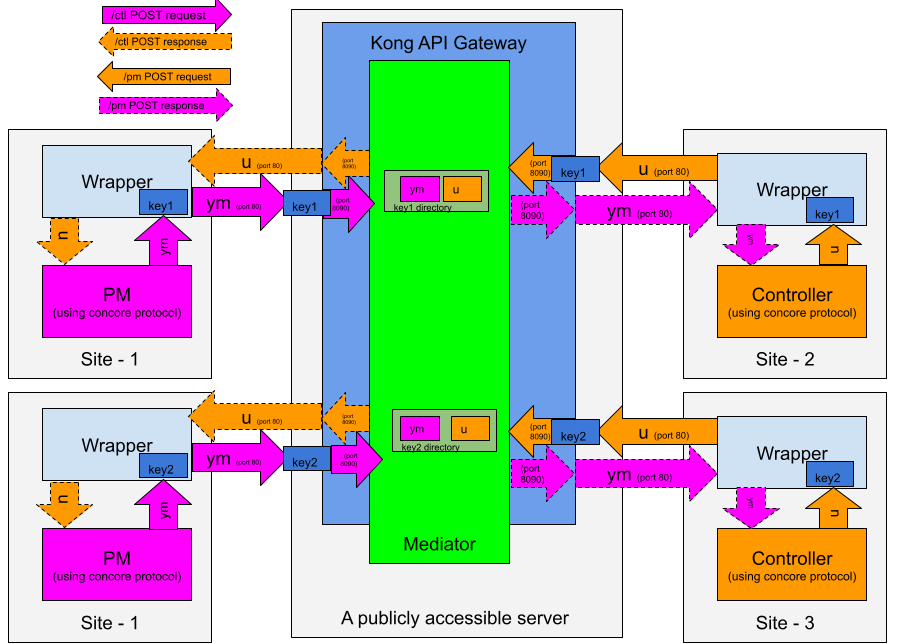 /ctl POST request
/ctl POST response
/pm POST request
/pm POST response
Kong API Gateway
Wrapper
key1
u (port 80)
ym (port 80)
key1
(port 8090)
(port 8090)
ym
u
key1 directory
(port 8090)
key1
u (port 80)
(port 8090)
ym (port 80)
Wrapper
key1
u
ym
PM
(using concore protocol)
Site - 1
ym
u
Controller
(using concore protocol)
Site - 2
Wrapper
key2
u (port 80)
ym (port 80)
key2
(port 8090)
(port 8090)
ym
u
key2 directory
(port 8090)
key2
u (port 80)
(port 8090)
ym (port 80)
Wrapper
key2
u
ym
PM
(using concore protocol)
Site - 1
Mediator
A publicly accessible server
ym
u
Controller
(using concore protocol)
Site - 3